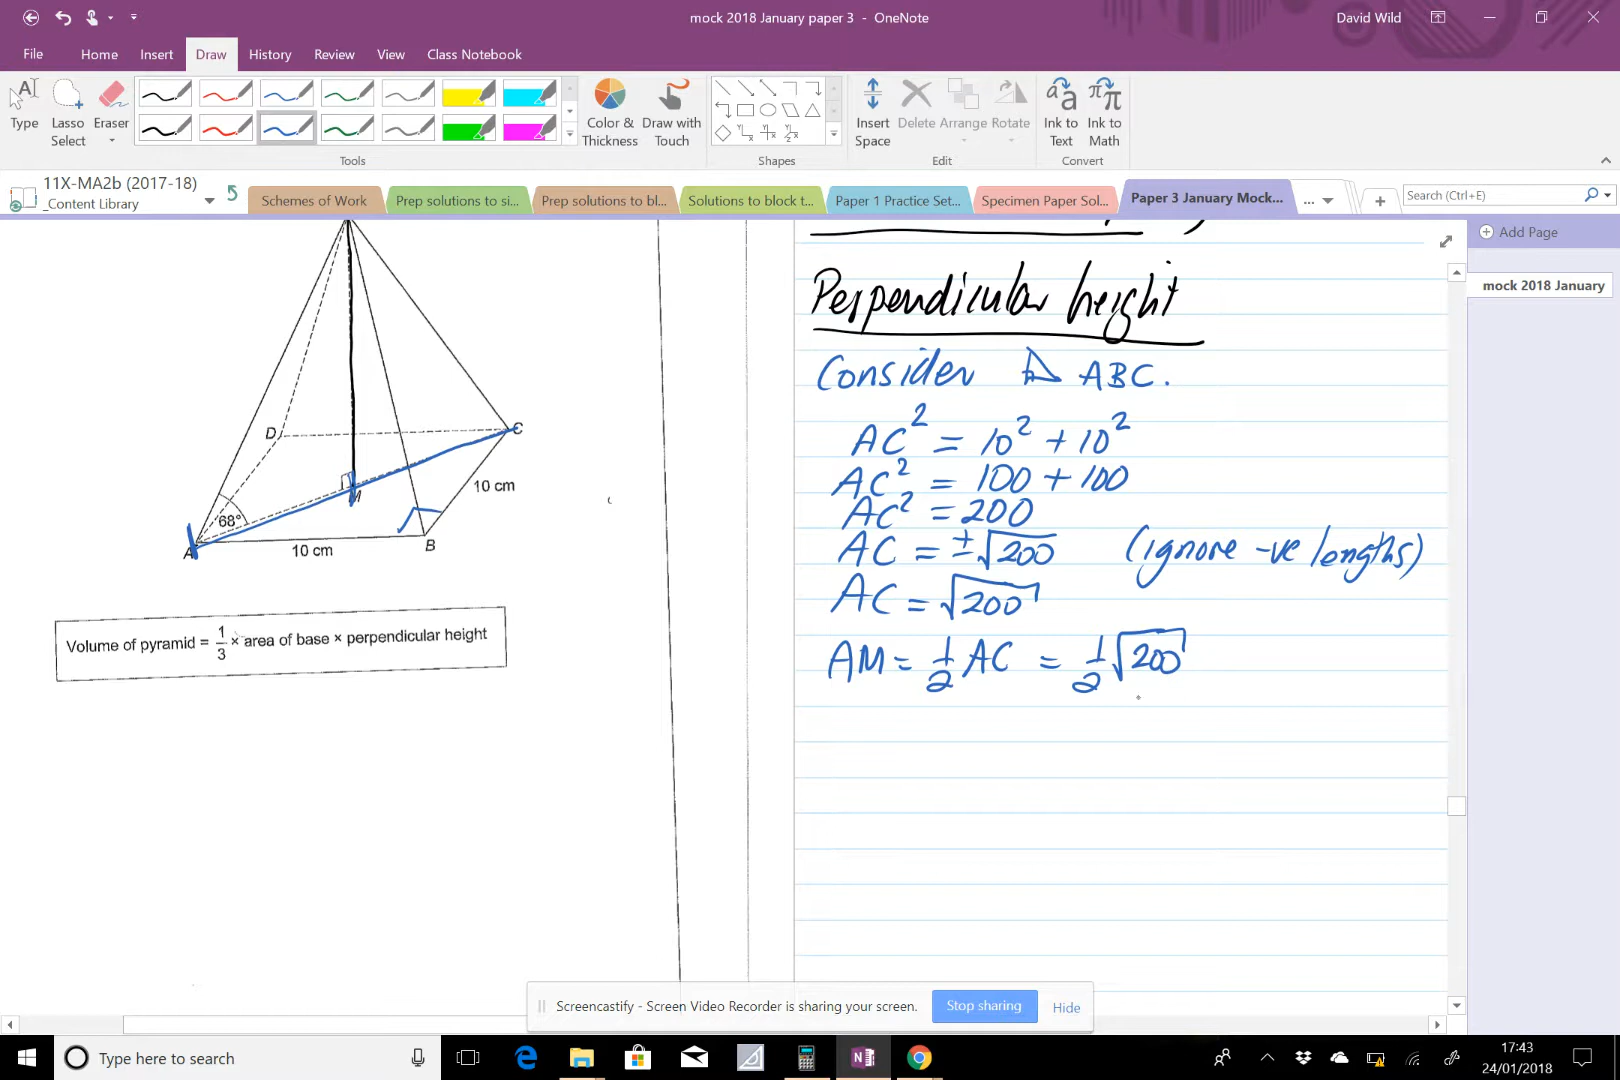 mock 2018 January paper 3 - OneNote
David Wild
File
Home
Insert
Draw
History
Review
View
Class Notebook
Type
Lasso Select
Eraser
Color & Thickness
Draw with Touch
Insert Space
Delete
Arrange
Rotate
Ink to Text
Ink to Math
Tools
Shapes
Edit
Convert
11X-MA2b (2017-18)
_Content Library
Schemes of Work
Prep solutions to si...
Prep solutions to bl...
Solutions to block t...
Paper 1 Practice Set...
Specimen Paper Sol...
Paper 3 January Mock...
...
Search (Ctrl+E)
Add Page
mock 2018 January
D
C
M
10 cm
68°
A
10 cm
B
Volume of pyramid = 1/3 × area of base × perpendicular height
Perpendicular height
Consider ABC.
AC² = 10² + 10²
AC² = 100 + 100
AC² = 200
AC = ±√200 (ignore -ve lengths)
AC = √200
AM = 1/2 AC = 1/2 √200
Screencastify - Screen Video Recorder is sharing your screen.
Stop sharing
Hide
Type here to search
17:43
24/01/2018